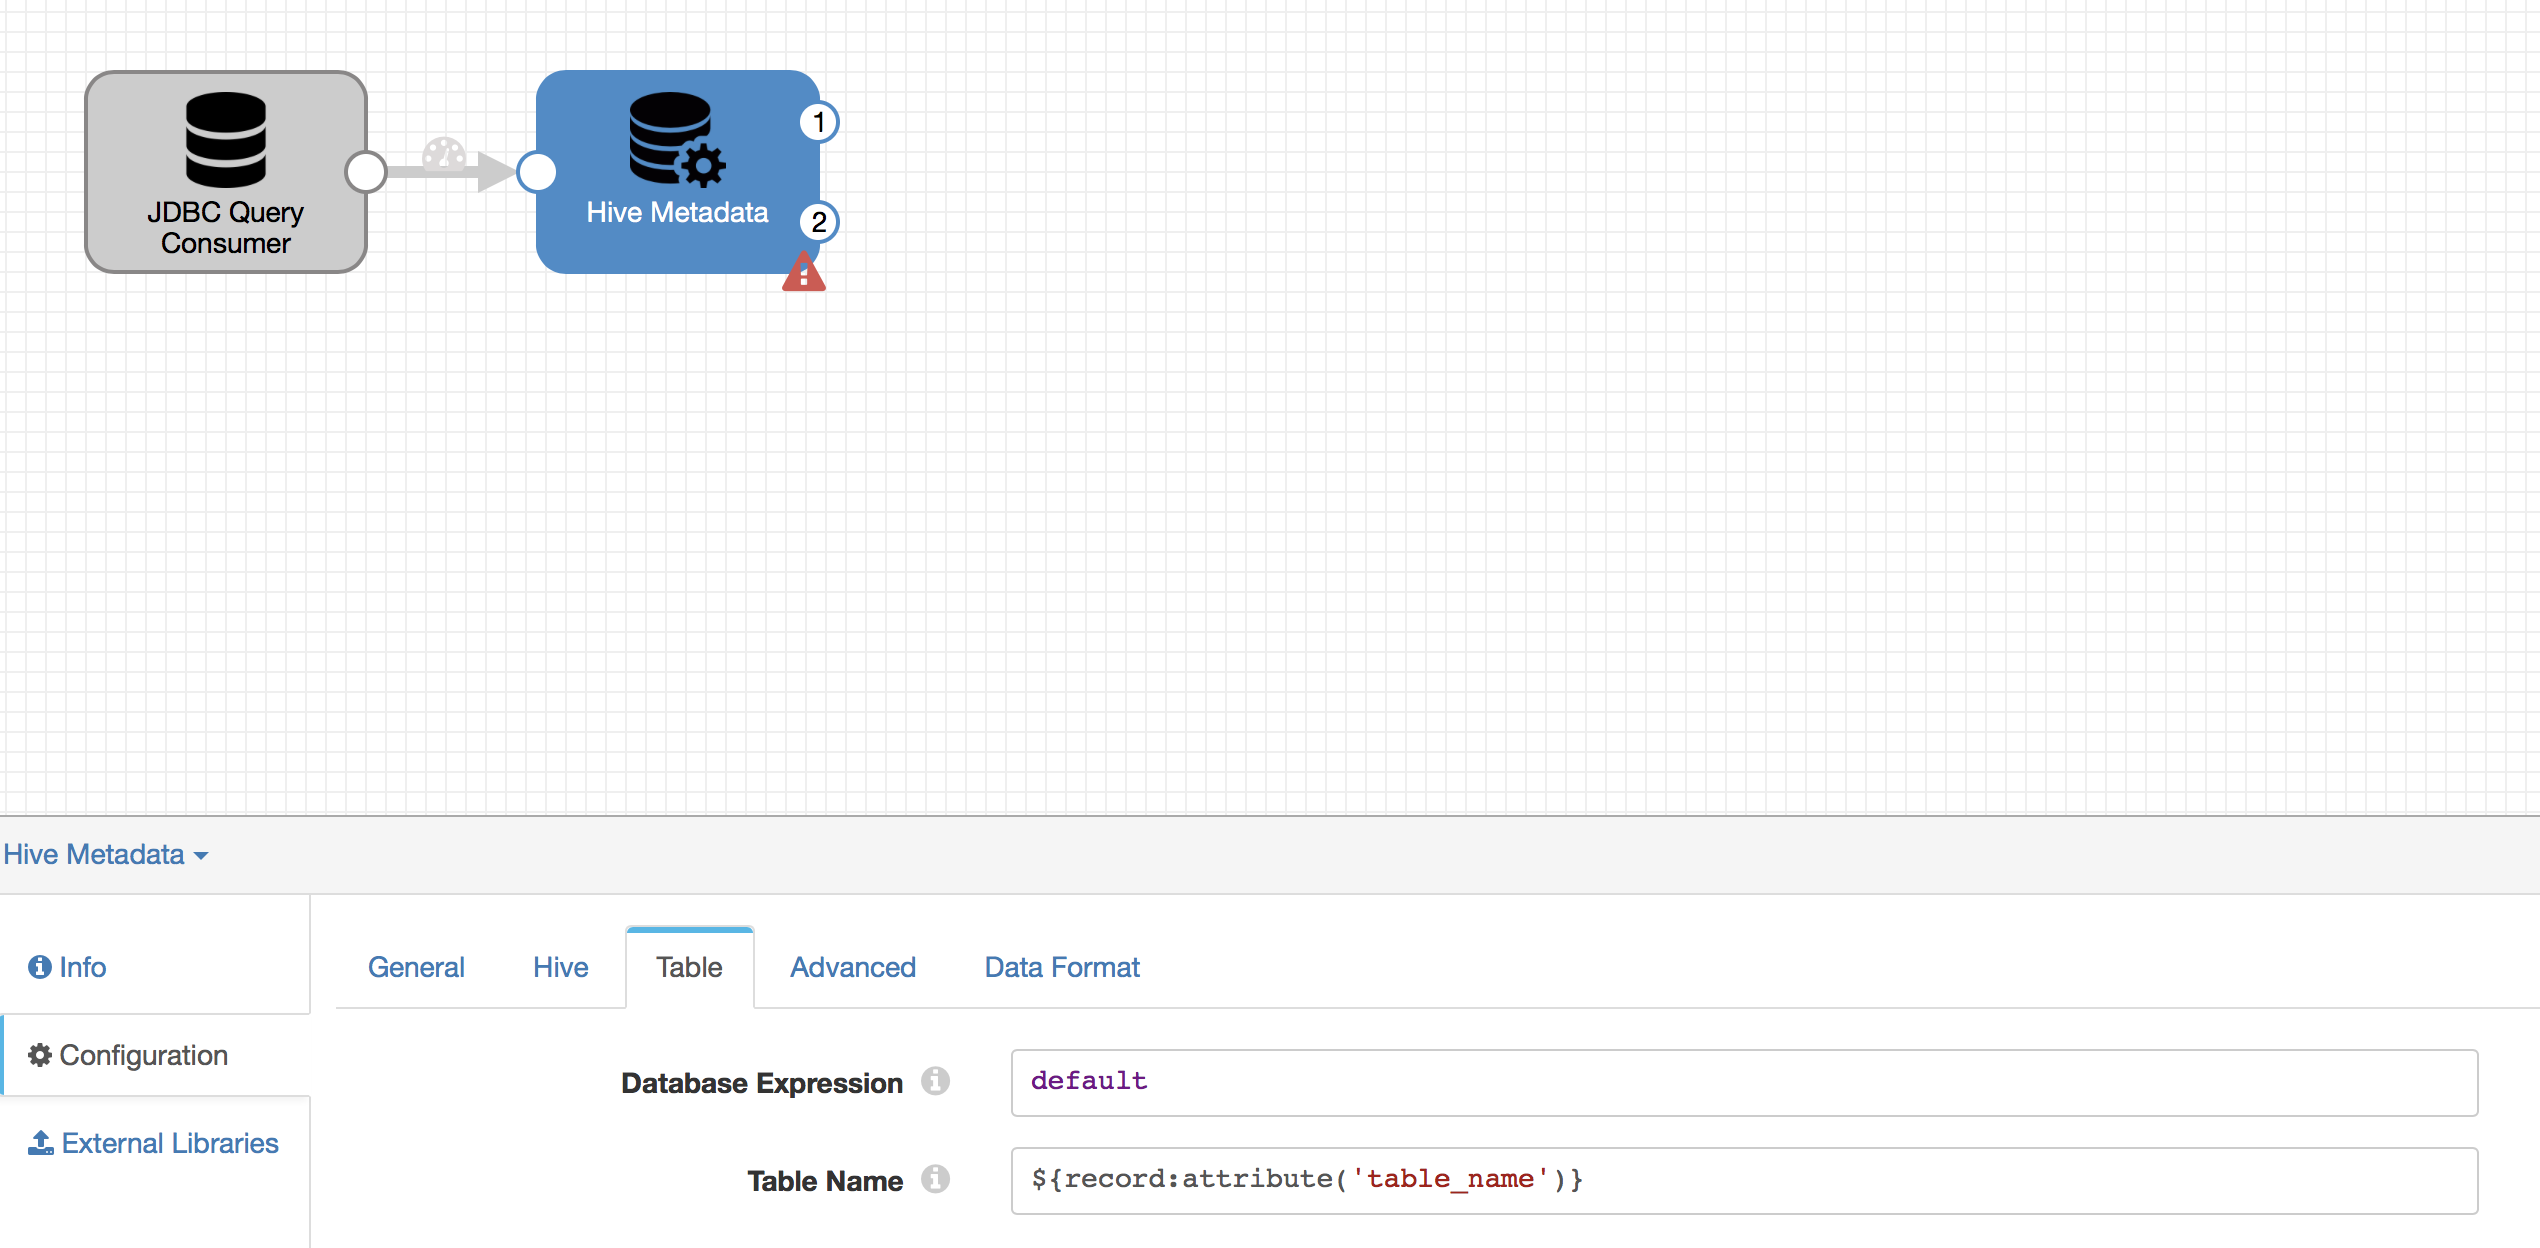 JDBC Query
Consumer
Hive Metadata
1
2
Hive Metadata
Info
Configuration
External Libraries
General Hive Table Advanced Data Format
Database Expression default
Table Name ${record:attribute('table_name')}